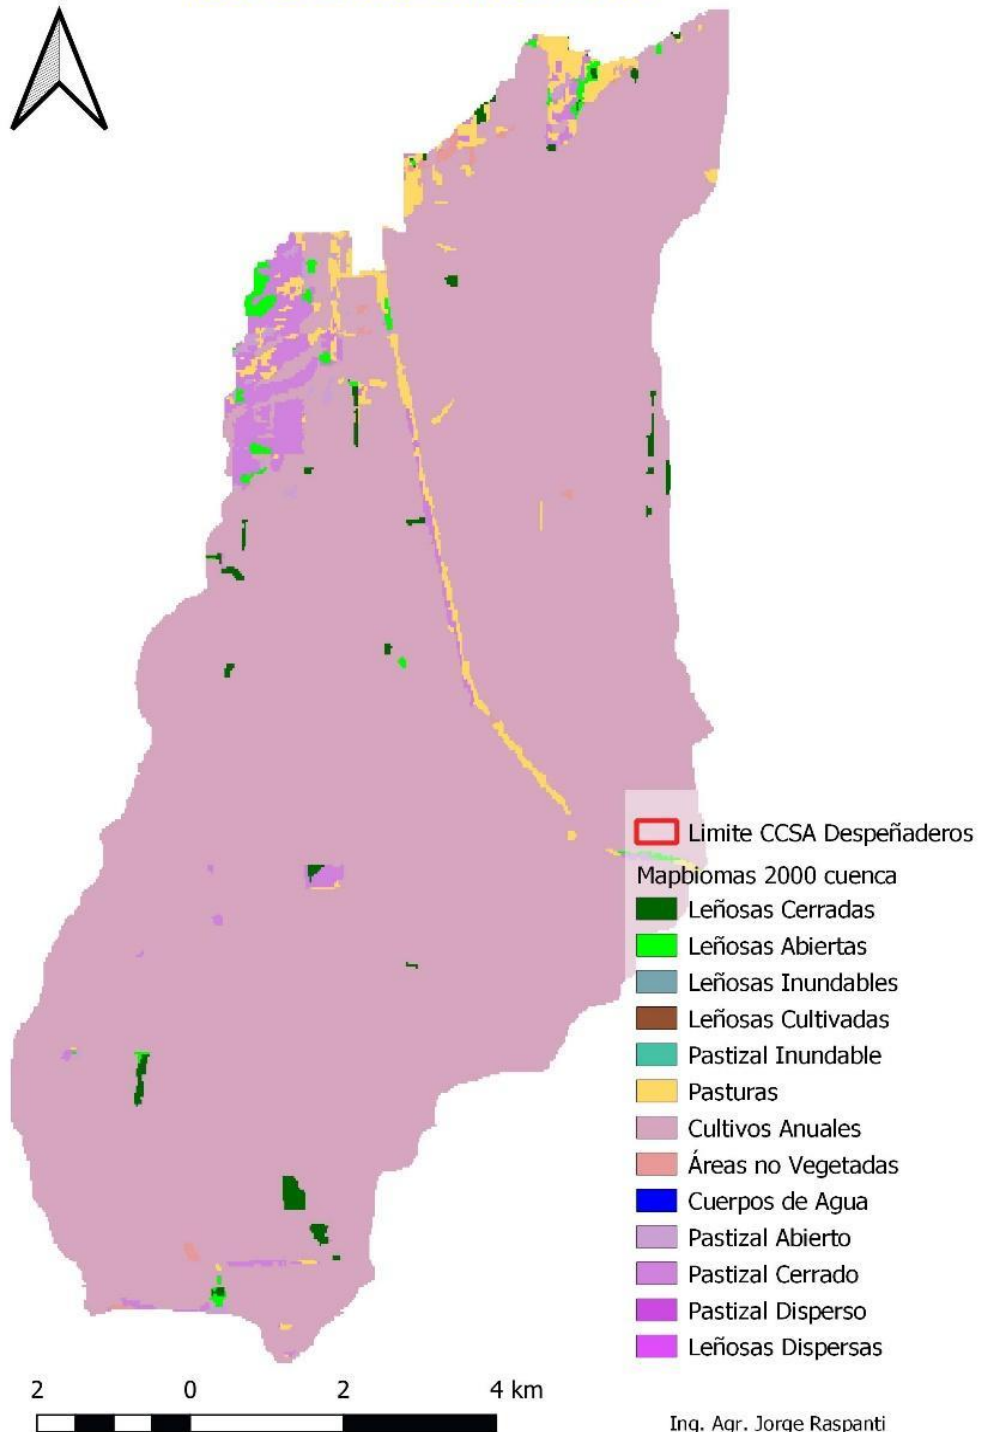 Limite CCSA Despeñaderos
Mapbiomas 2000 cuenca
Leñosas Cerradas
Leñosas Abiertas
Leñosas Inundables
Leñosas Cultivadas
Pastizal Inundable
Pasturas
Cultivos Anuales
Áreas no Vegetadas
Cuerpos de Agua
Pastizal Abierto
Pastizal Cerrado
Pastizal Disperso
Leñosas Dispersas
2 0 2 4 km
Ing. Agr. Jorge Raspanti